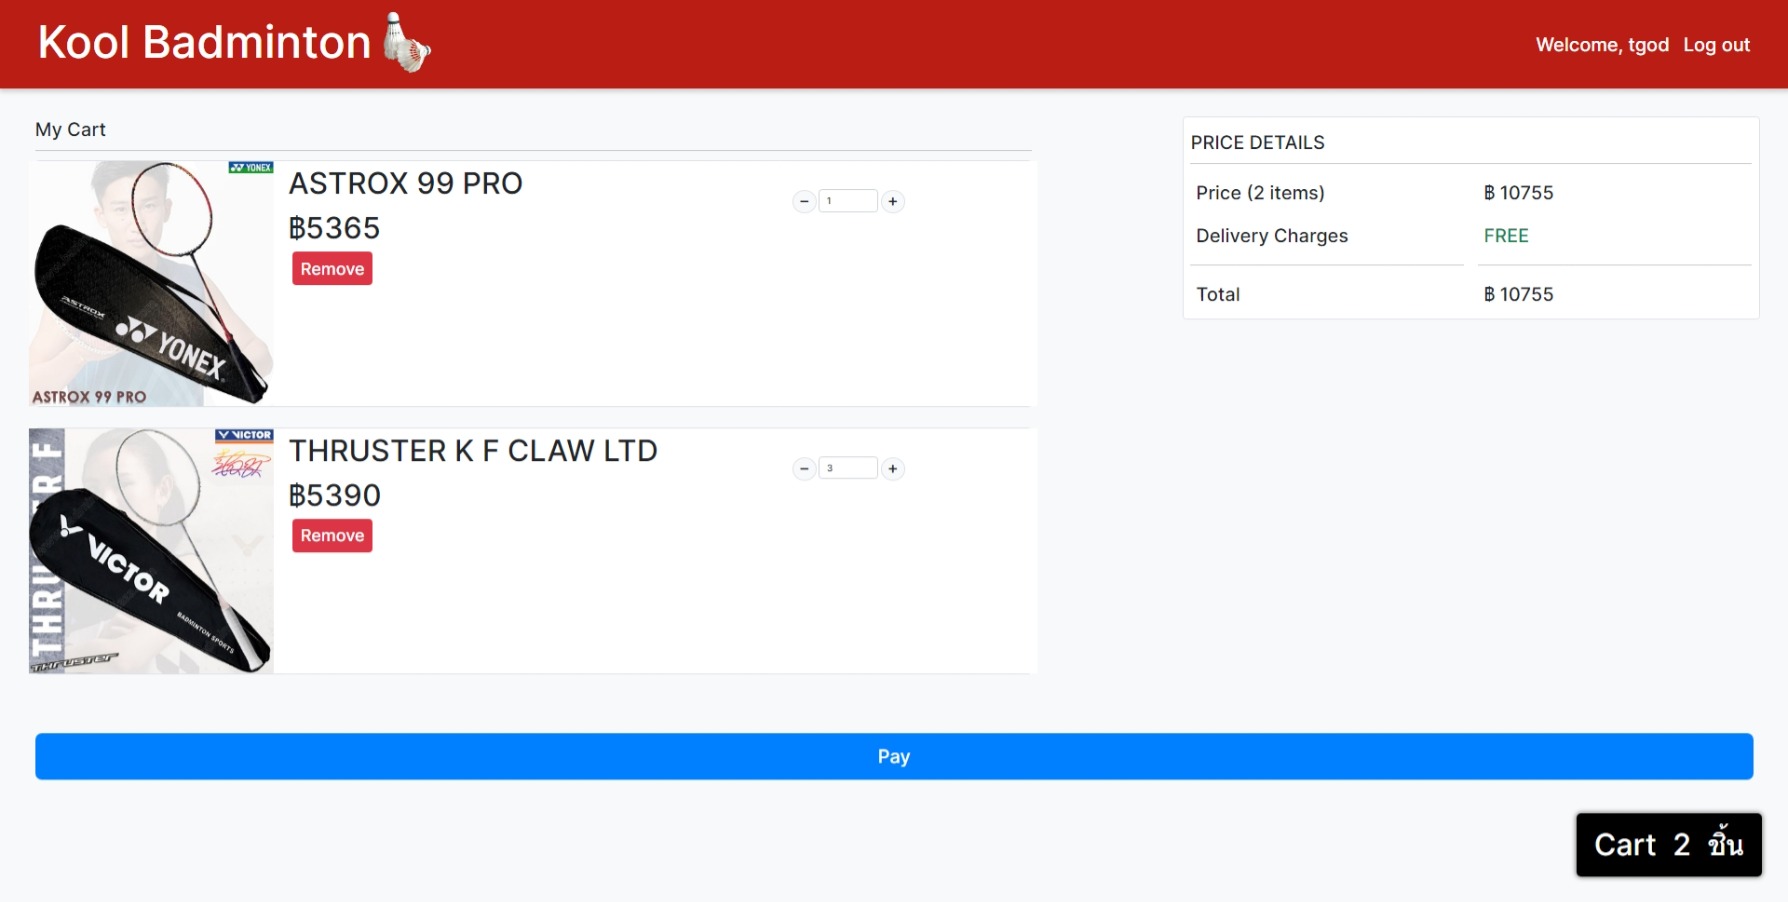 Kool Badminton
Welcome, tgod Log out
My Cart
YONEX
ASTROX 99 PRO
฿5365
Remove
- 1 +
ASTROX
YONEX
ASTROX 99 PRO
VICTOR
THRUSTER F
THRUSTER K F CLAW LTD
฿5390
Remove
- 3 +
VICTOR
BADMINTON SPORTS
THRUSTER
PRICE DETAILS
Price (2 items) ฿ 10755
Delivery Charges FREE
Total ฿ 10755
Pay
Cart 2 ชิ้น